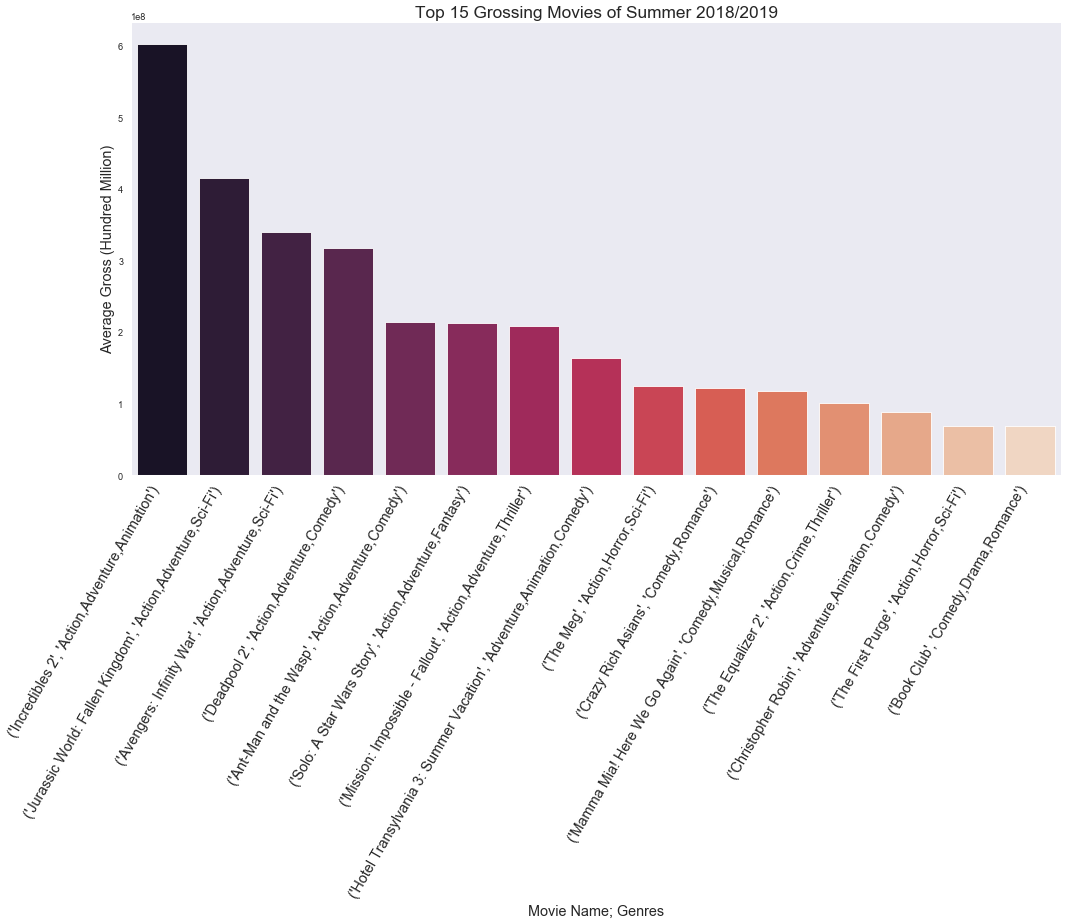 Top 15 Grossing Movies of Summer 2018/2019
1e8
Average Gross (Hundred Million)
6
5
4
3
2
1
0
('Incredibles 2', 'Action,Adventure,Animation')
('Jurassic World: Fallen Kingdom', 'Action,Adventure,Sci-Fi')
('Avengers: Infinity War', 'Action,Adventure,Sci-Fi')
('Deadpool 2', 'Action,Adventure,Comedy')
('Ant-Man and the Wasp', 'Action,Adventure,Comedy')
('Solo: A Star Wars Story', 'Action,Adventure,Fantasy')
('Mission: Impossible - Fallout', 'Action,Adventure,Thriller')
('Hotel Transylvania 3: Summer Vacation', 'Adventure,Animation,Comedy')
('The Meg', 'Action,Horror,Sci-Fi')
('Crazy Rich Asians', 'Comedy,Romance')
('Mamma Mia! Here We Go Again', 'Comedy,Musical,Romance')
('The Equalizer 2', 'Action,Crime,Thriller')
('Christopher Robin', 'Adventure,Animation,Comedy')
('The First Purge', 'Action,Horror,Sci-Fi')
('Book Club', 'Comedy,Drama,Romance')
Movie Name; Genres